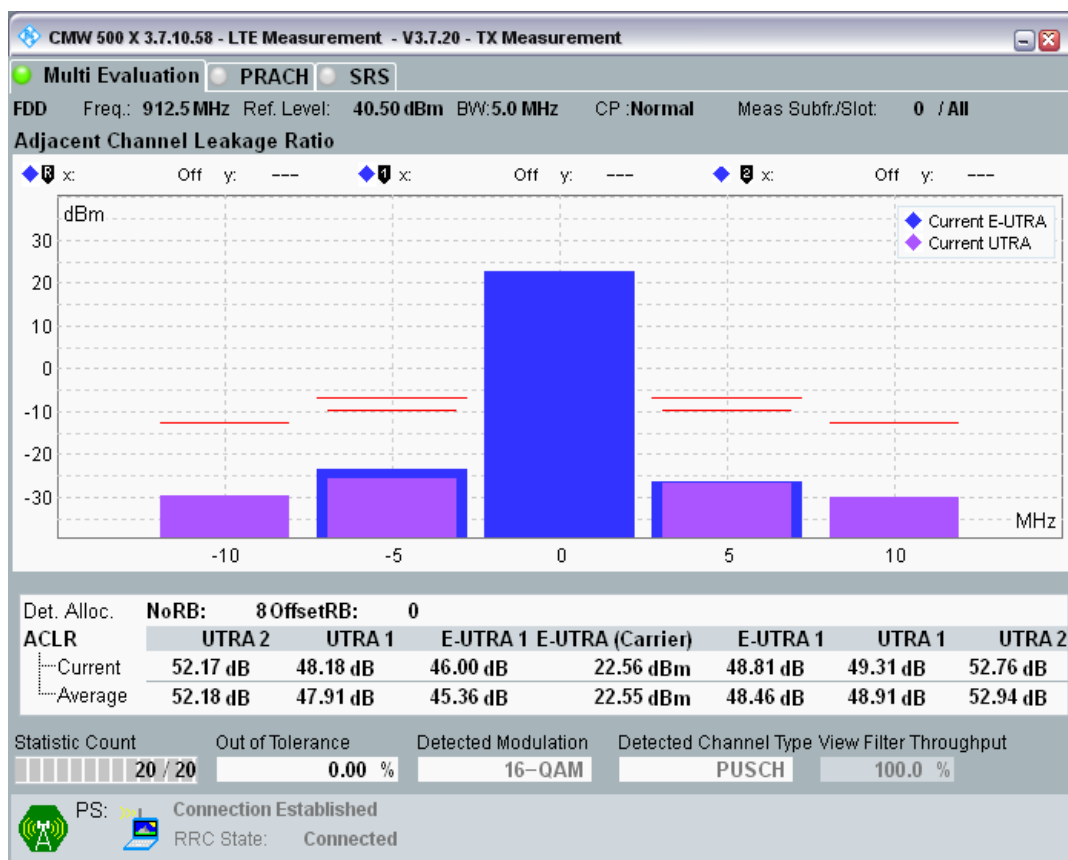 CMW 500 X 3.7.10.58 - LTE Measurement - V3.7.20 - TX Measurement
Multi Evaluation PRACH SRS
FDD Freq.: 912.5 MHz Ref. Level: 40.50 dBm BW:5.0 MHz CP :Normal Meas Subfr./Slot: 0 / All
Adjacent Channel Leakage Ratio
R x: Off y: --- 1 x: Off y: --- 2 x: Off y: ---
dBm
Current E-UTRA
Current UTRA
30
20
10
0
-10
-20
-30
MHz
-10 -5 0 5 10
Det. Alloc. NoRB: 8 OffsetRB: 0
ACLR UTRA 2 UTRA 1 E-UTRA 1 E-UTRA (Carrier) E-UTRA 1 UTRA 1 UTRA 2
Current 52.17 dB 48.18 dB 46.00 dB 22.56 dBm 48.81 dB 49.31 dB 52.76 dB
Average 52.18 dB 47.91 dB 45.36 dB 22.55 dBm 48.46 dB 48.91 dB 52.94 dB
Statistic Count Out of Tolerance Detected Modulation Detected Channel Type View Filter Throughput
20 / 20 0.00 % 16-QAM PUSCH 100.0 %
PS: Connection Established
RRC State: Connected